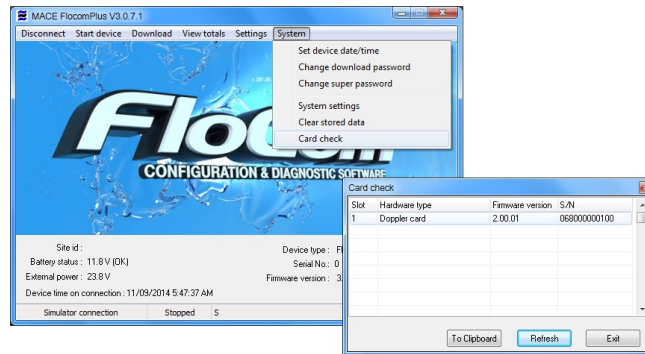 MACE FlocomPlus V3.0.7.1
Disconnect Start device Download View totals Settings System
Set device date/time
Change download password
Change super password
System settings
Clear stored data
Card check
CONFIGURATION & DIAGNOSTIC SOFTWARE
Site id :
Battery status : 11.8 V (OK)
External power : 23.8 V
Device time on connection : 11/09/2014 5:47:37 AM
Device type : Fl
Serial No.: 0
Firmware version : 3.
Simulator connection Stopped S
Card check
Slot Hardware type Firmware version S/N
1 Doppler card 2.00.01 068000000100
To Clipboard Refresh Exit